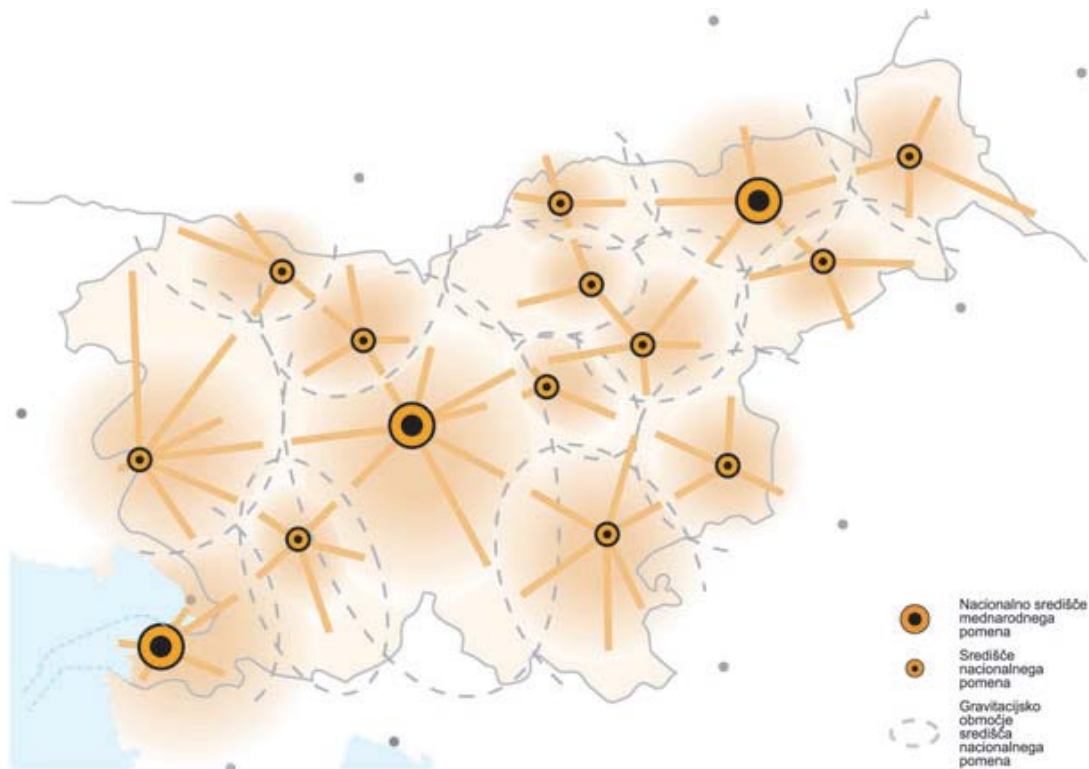 Nacionalno središče
mednarodnega
pomena
Središče
nacionalnega
pomena
Gravitacijsko
območje
središča
nacionalnega
pomena